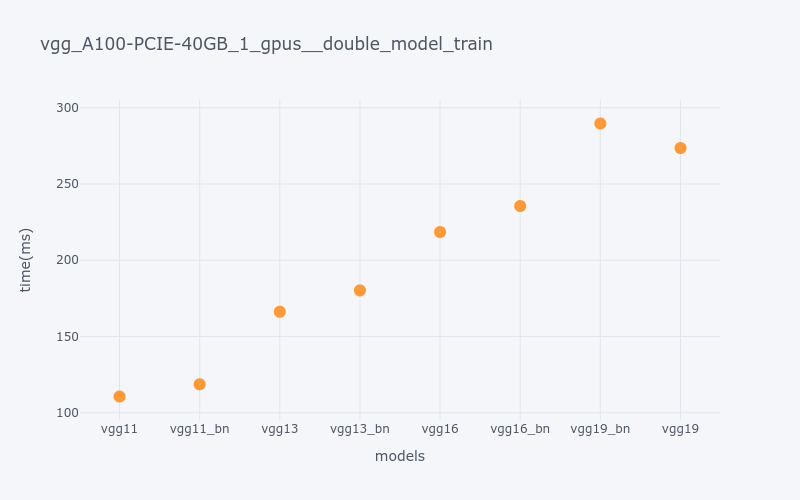 vgg_A100-PCIE-40GB_1_gpus__double_model_train
time(ms)
300
250
200
150
100
vgg11 vgg11_bn vgg13 vgg13_bn vgg16 vgg16_bn vgg19_bn vgg19
models